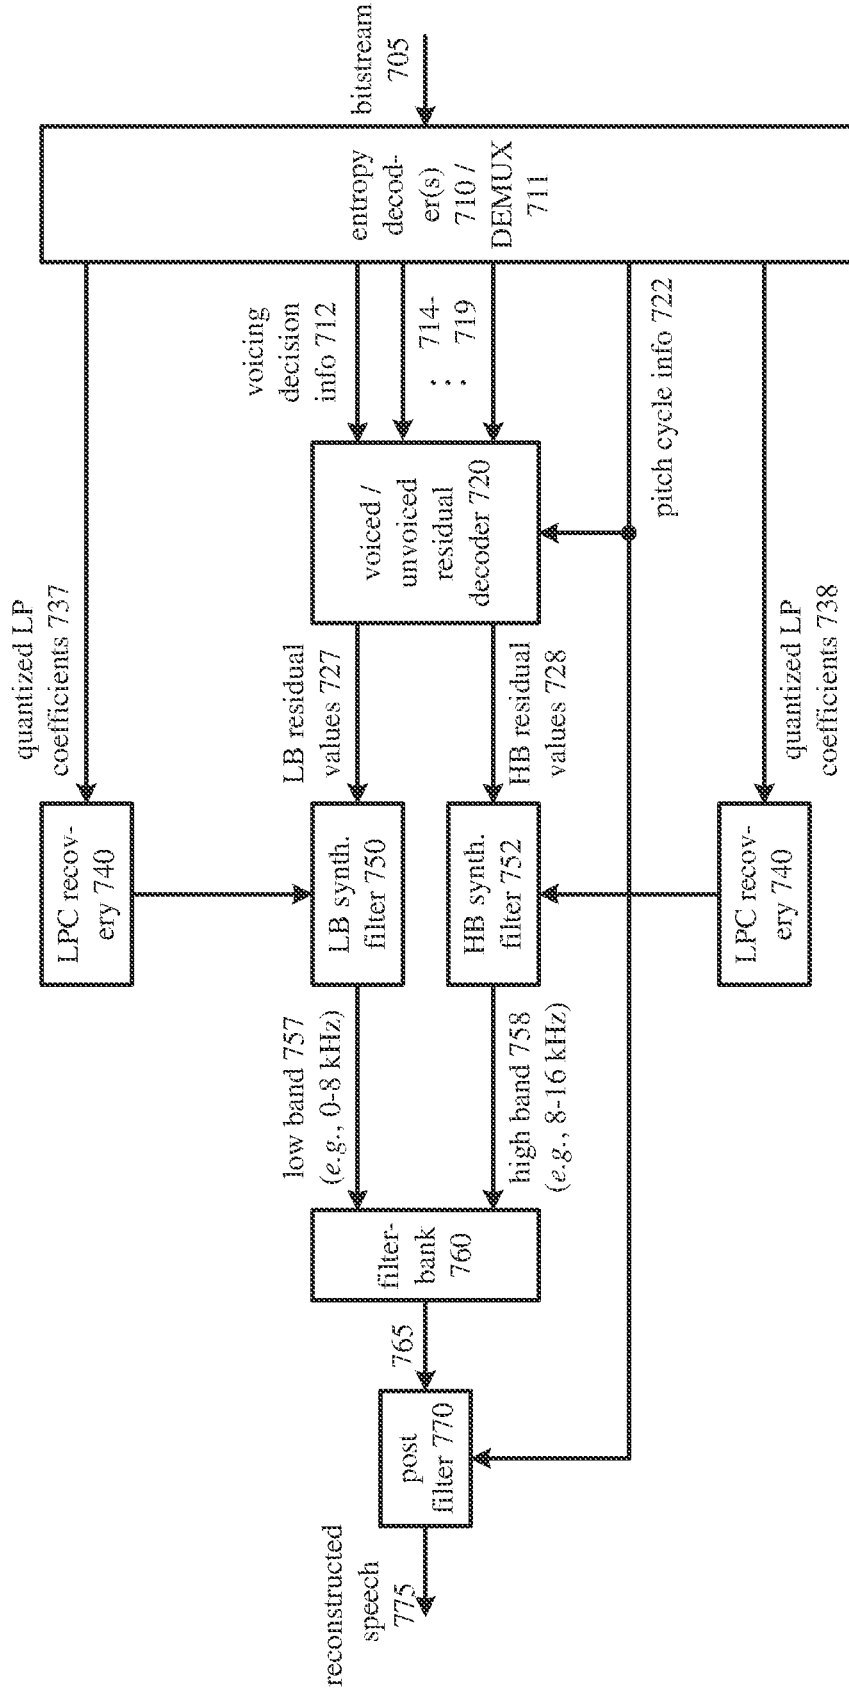 bitstream
705
entropy
decod-
er(s)
710 /
DEMUX
711
voicing
decision
info 712
714-
719
pitch cycle info 722
voiced /
unvoiced
residual
decoder 720
quantized LP
coefficients 737
LB residual
values 727
HB residual
values 728
quantized LP
coefficients 738
LPC recov-
ery 740
LB synth.
filter 750
HB synth.
filter 752
LPC recov-
ery 740
low band 757
(e.g., 0-8 kHz)
high band 758
(e.g., 8-16 kHz)
filter-
bank
760
765
post
filter 770
reconstructed
speech
775